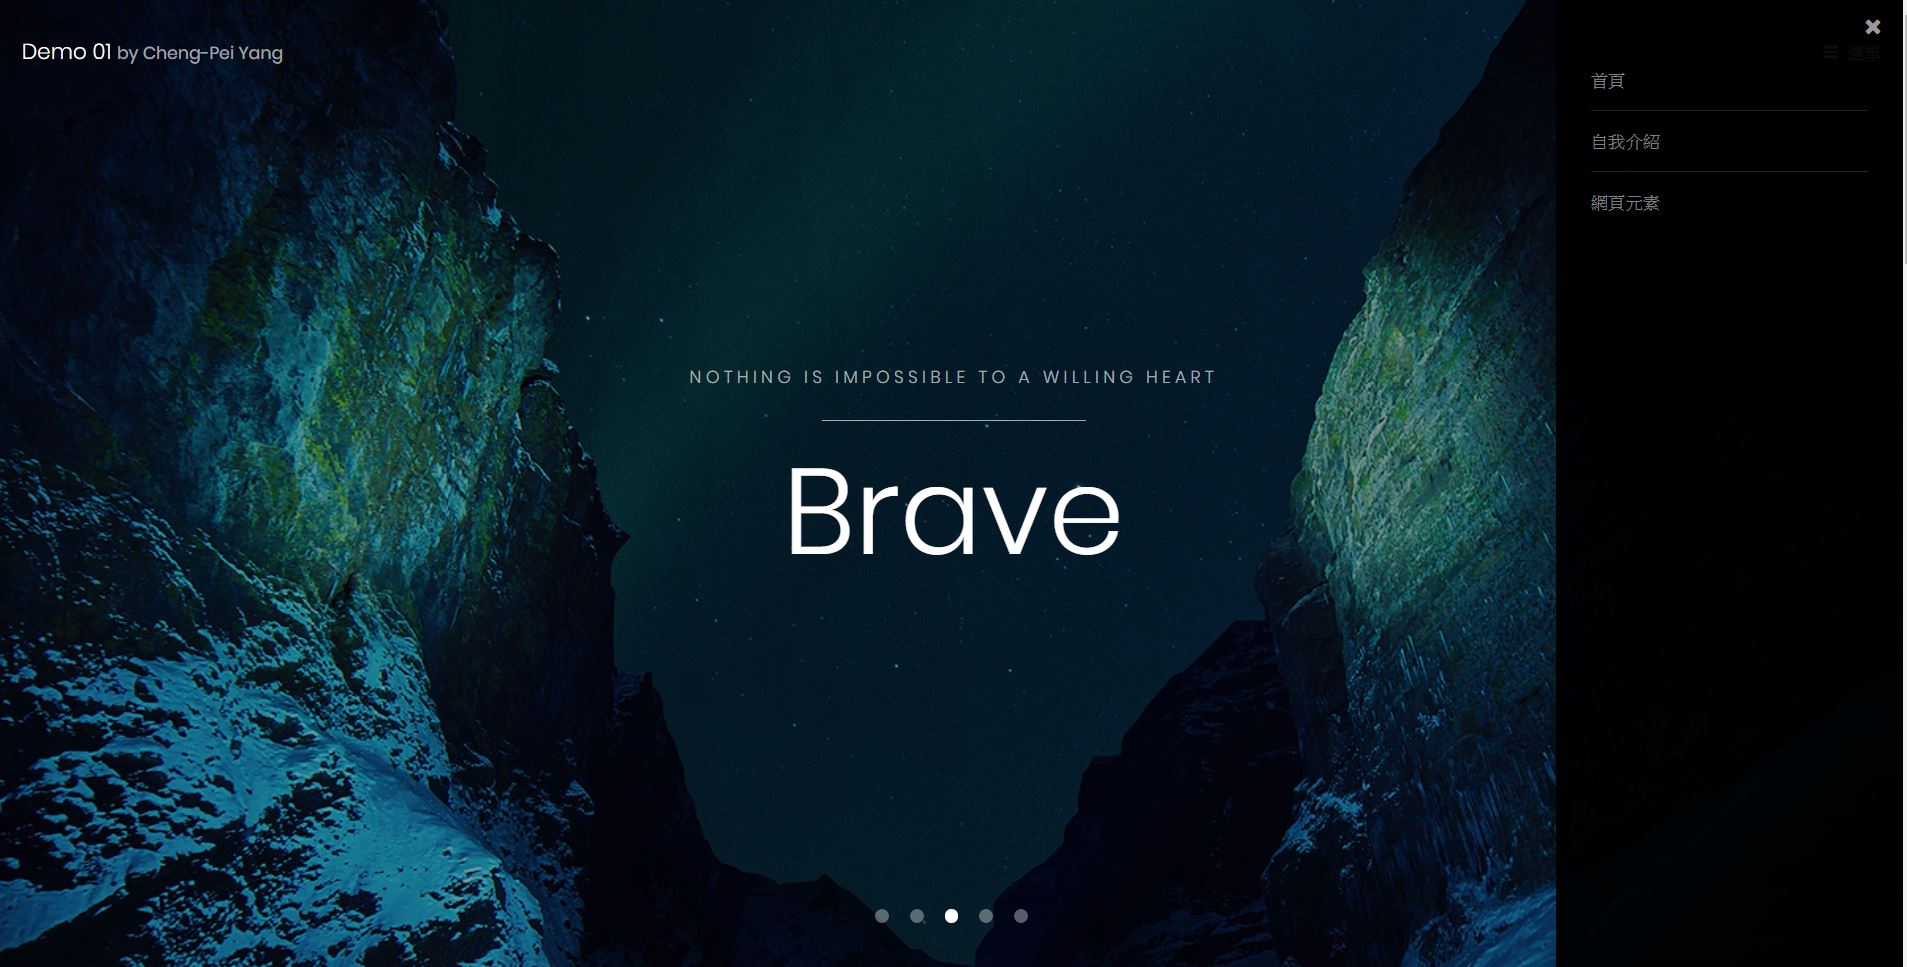 Demo 01 by Cheng-Pei Yang
選單
首頁
自我介紹
網頁元素
NOTHING IS IMPOSSIBLE TO A WILLING HEART
Brave